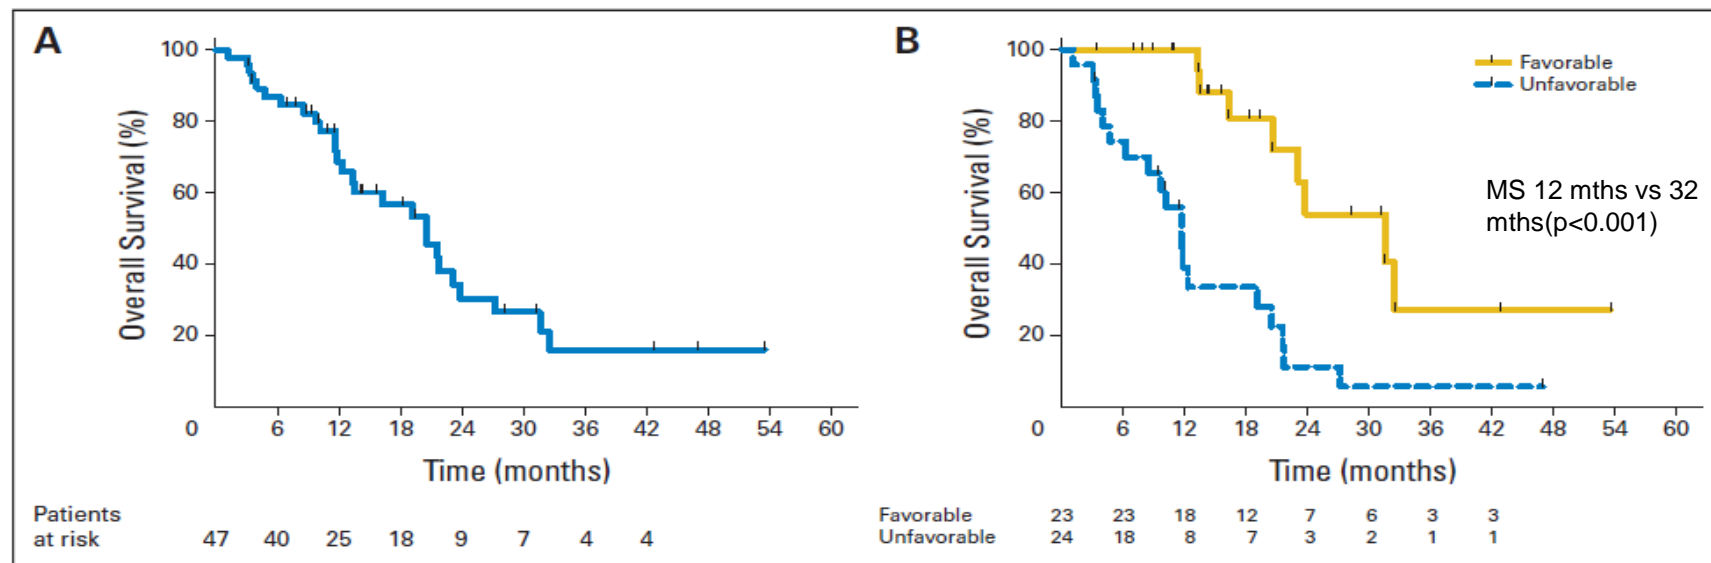 A
100
80
60
40
20
0 6 12 18 24 30 36 42 48 54 60
Overall Survival (%)
Time (months)
Patients
at risk 47 40 25 18 9 7 4 4
B
100
80
60
40
20
0 6 12 18 24 30 36 42 48 54 60
Overall Survival (%)
Time (months)
Favorable
Unfavorable
MS 12 mths vs 32
mths(p<0.001)
Favorable 23 23 18 12 7 6 3 3
Unfavorable 24 18 8 7 3 2 1 1